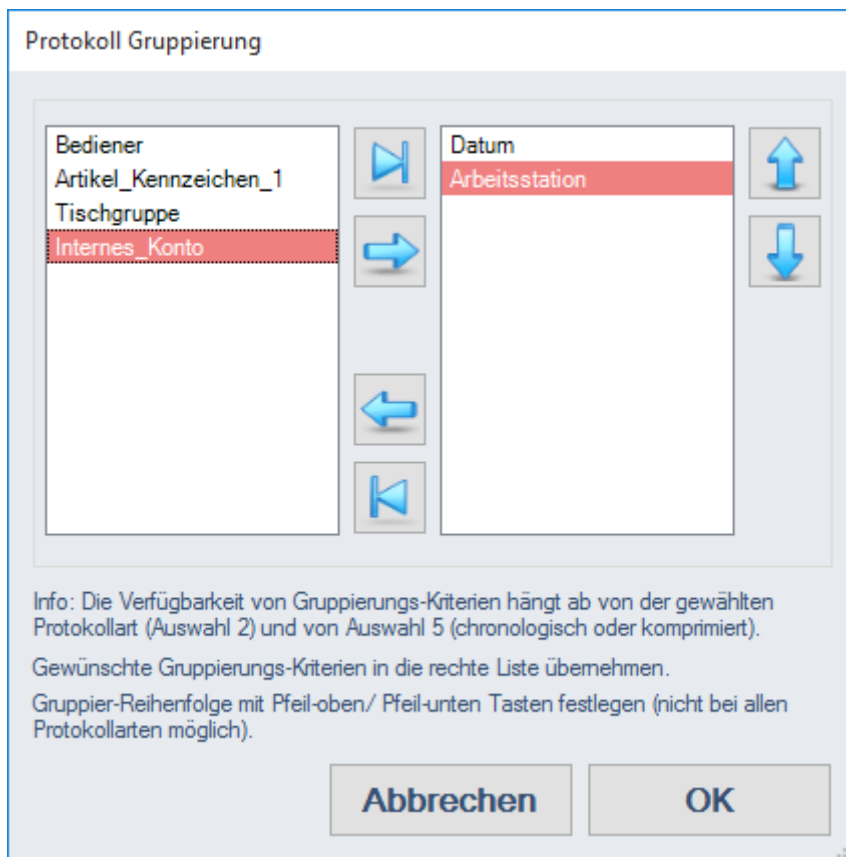 Protokoll Gruppierung
Bediener
Artikel_Kennzeichen_1
Tischgruppe
Internes_Konto
Datum
Arbeitsstation
Info: Die Verfügbarkeit von Gruppierungs-Kriterien hängt ab von der gewählten
Protokollart (Auswahl 2) und von Auswahl 5 (chronologisch oder komprimiert).
Gewünschte Gruppierungs-Kriterien in die rechte Liste übernehmen.
Gruppier-Reihenfolge mit Pfeil-oben/ Pfeil-unten Tasten festlegen (nicht bei allen
Protokollarten möglich).
Abbrechen
OK